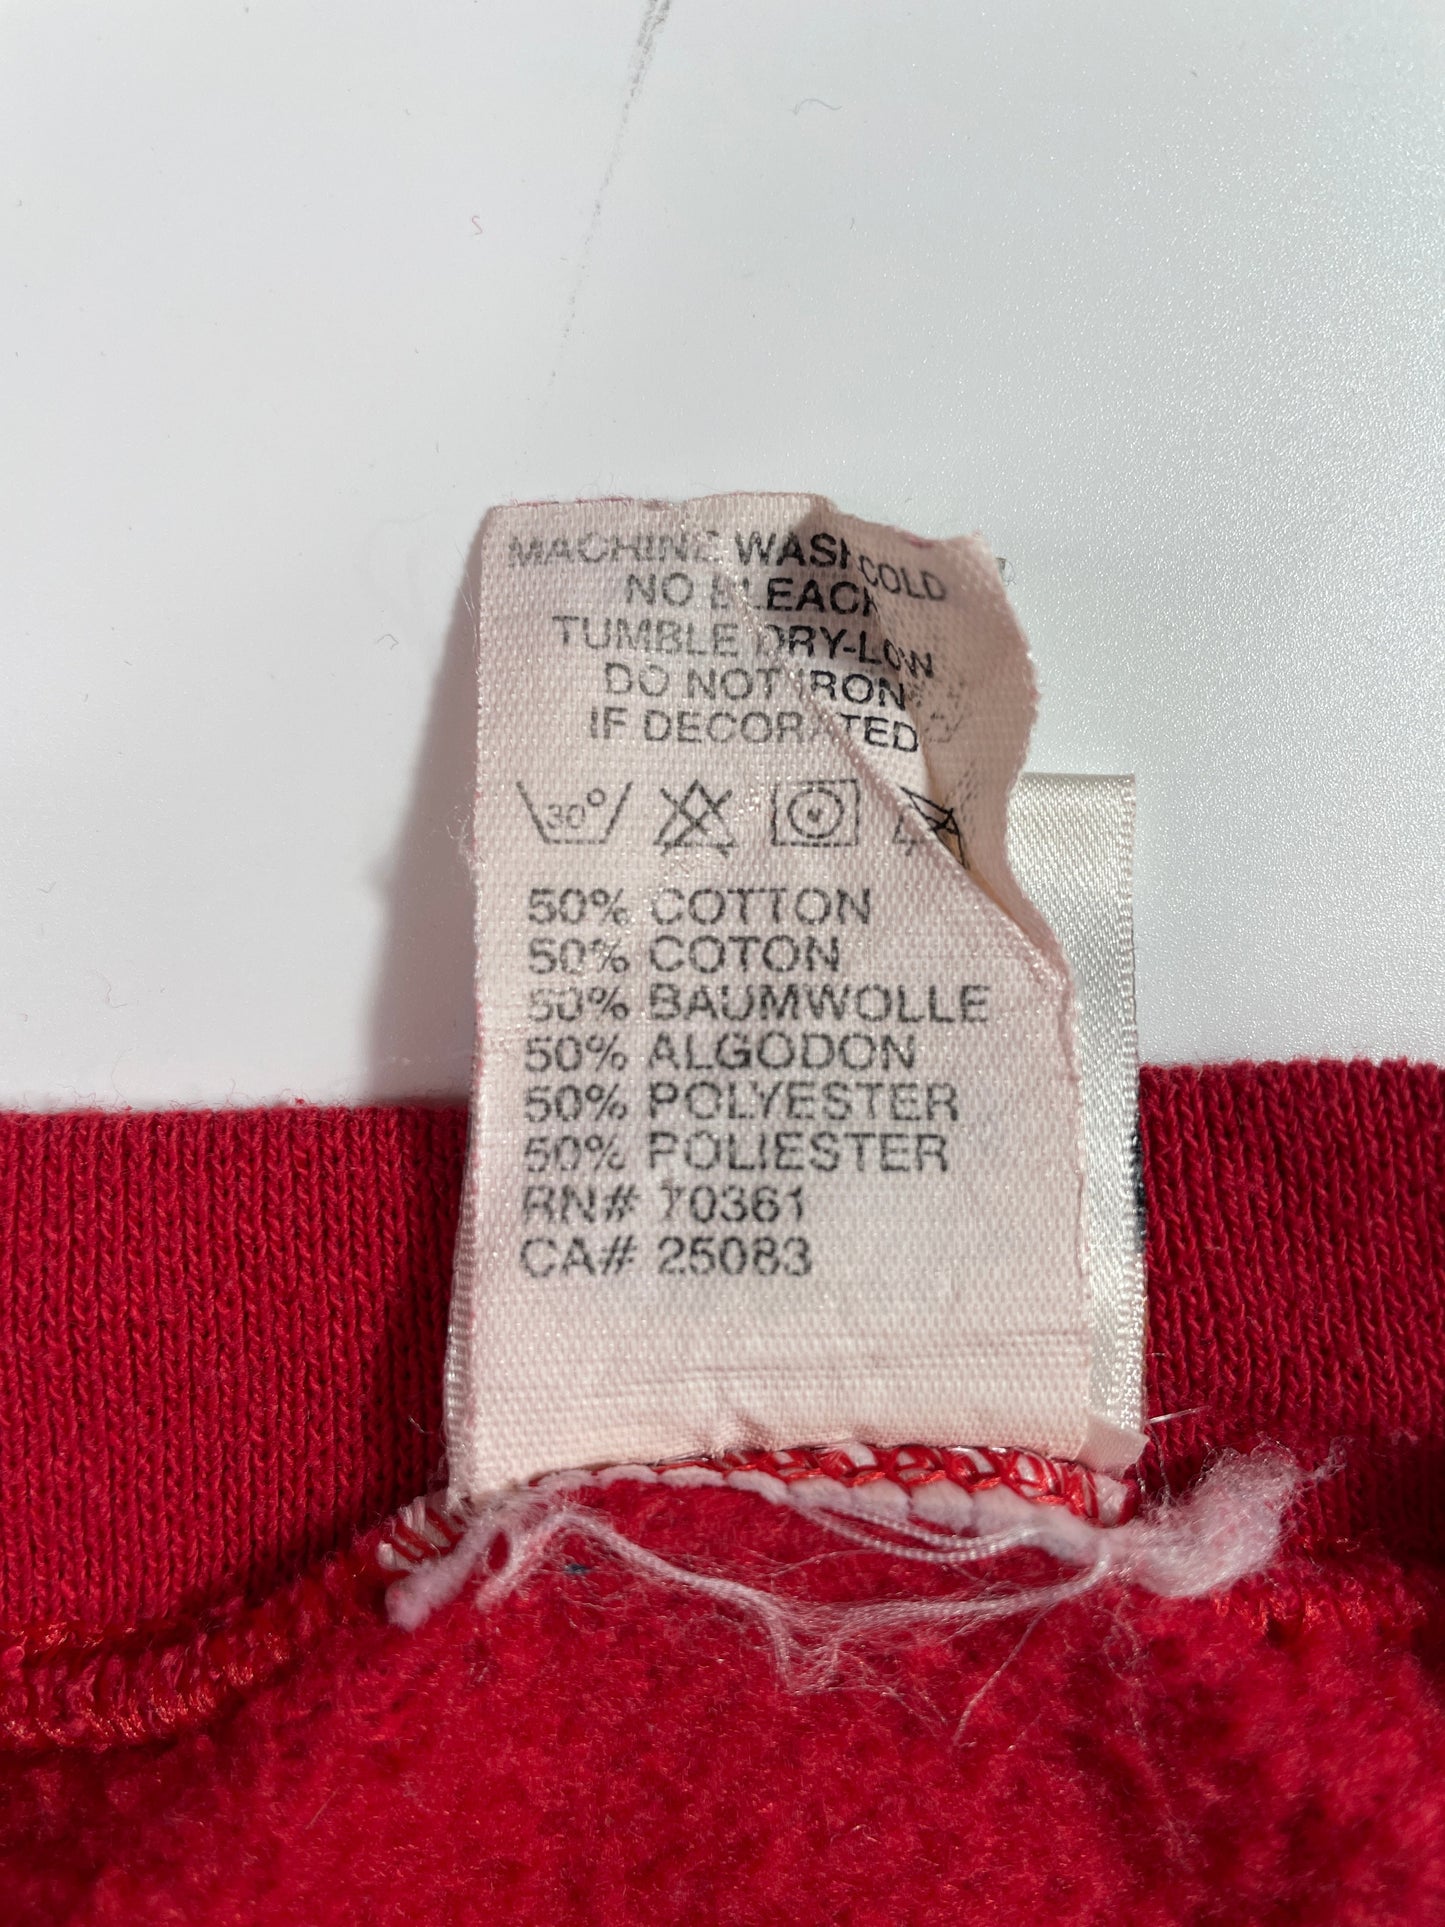 MACHINE WASH COLD
NO BLEACH
TUMBLE DRY-LOW
DO NOT IRON
IF DECORATED
30°
50% COTTON
50% COTON
50% BAUMWOLLE
50% ALGODON
50% POLYESTER
50% POLIESTER
RN# 70361
CA# 25083